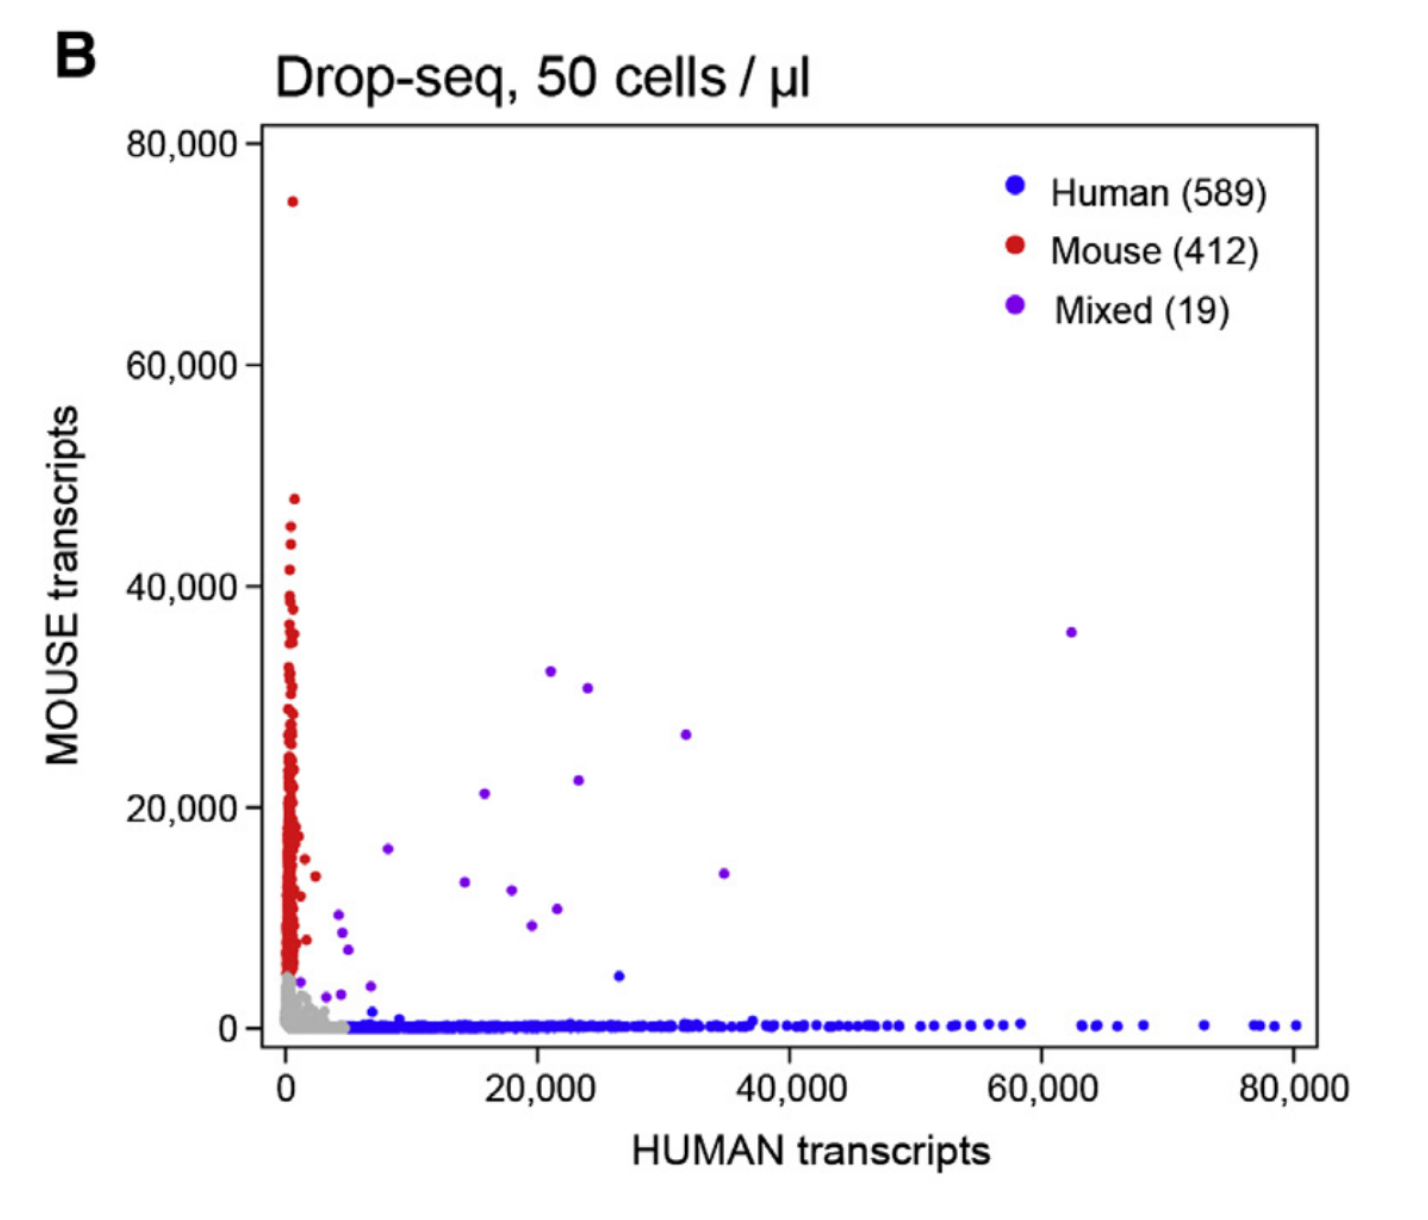 B
Drop-seq, 50 cells / µl
80,000
60,000
40,000
20,000
0
MOUSE transcripts
Human (589)
Mouse (412)
Mixed (19)
0 20,000 40,000 60,000 80,000
HUMAN transcripts